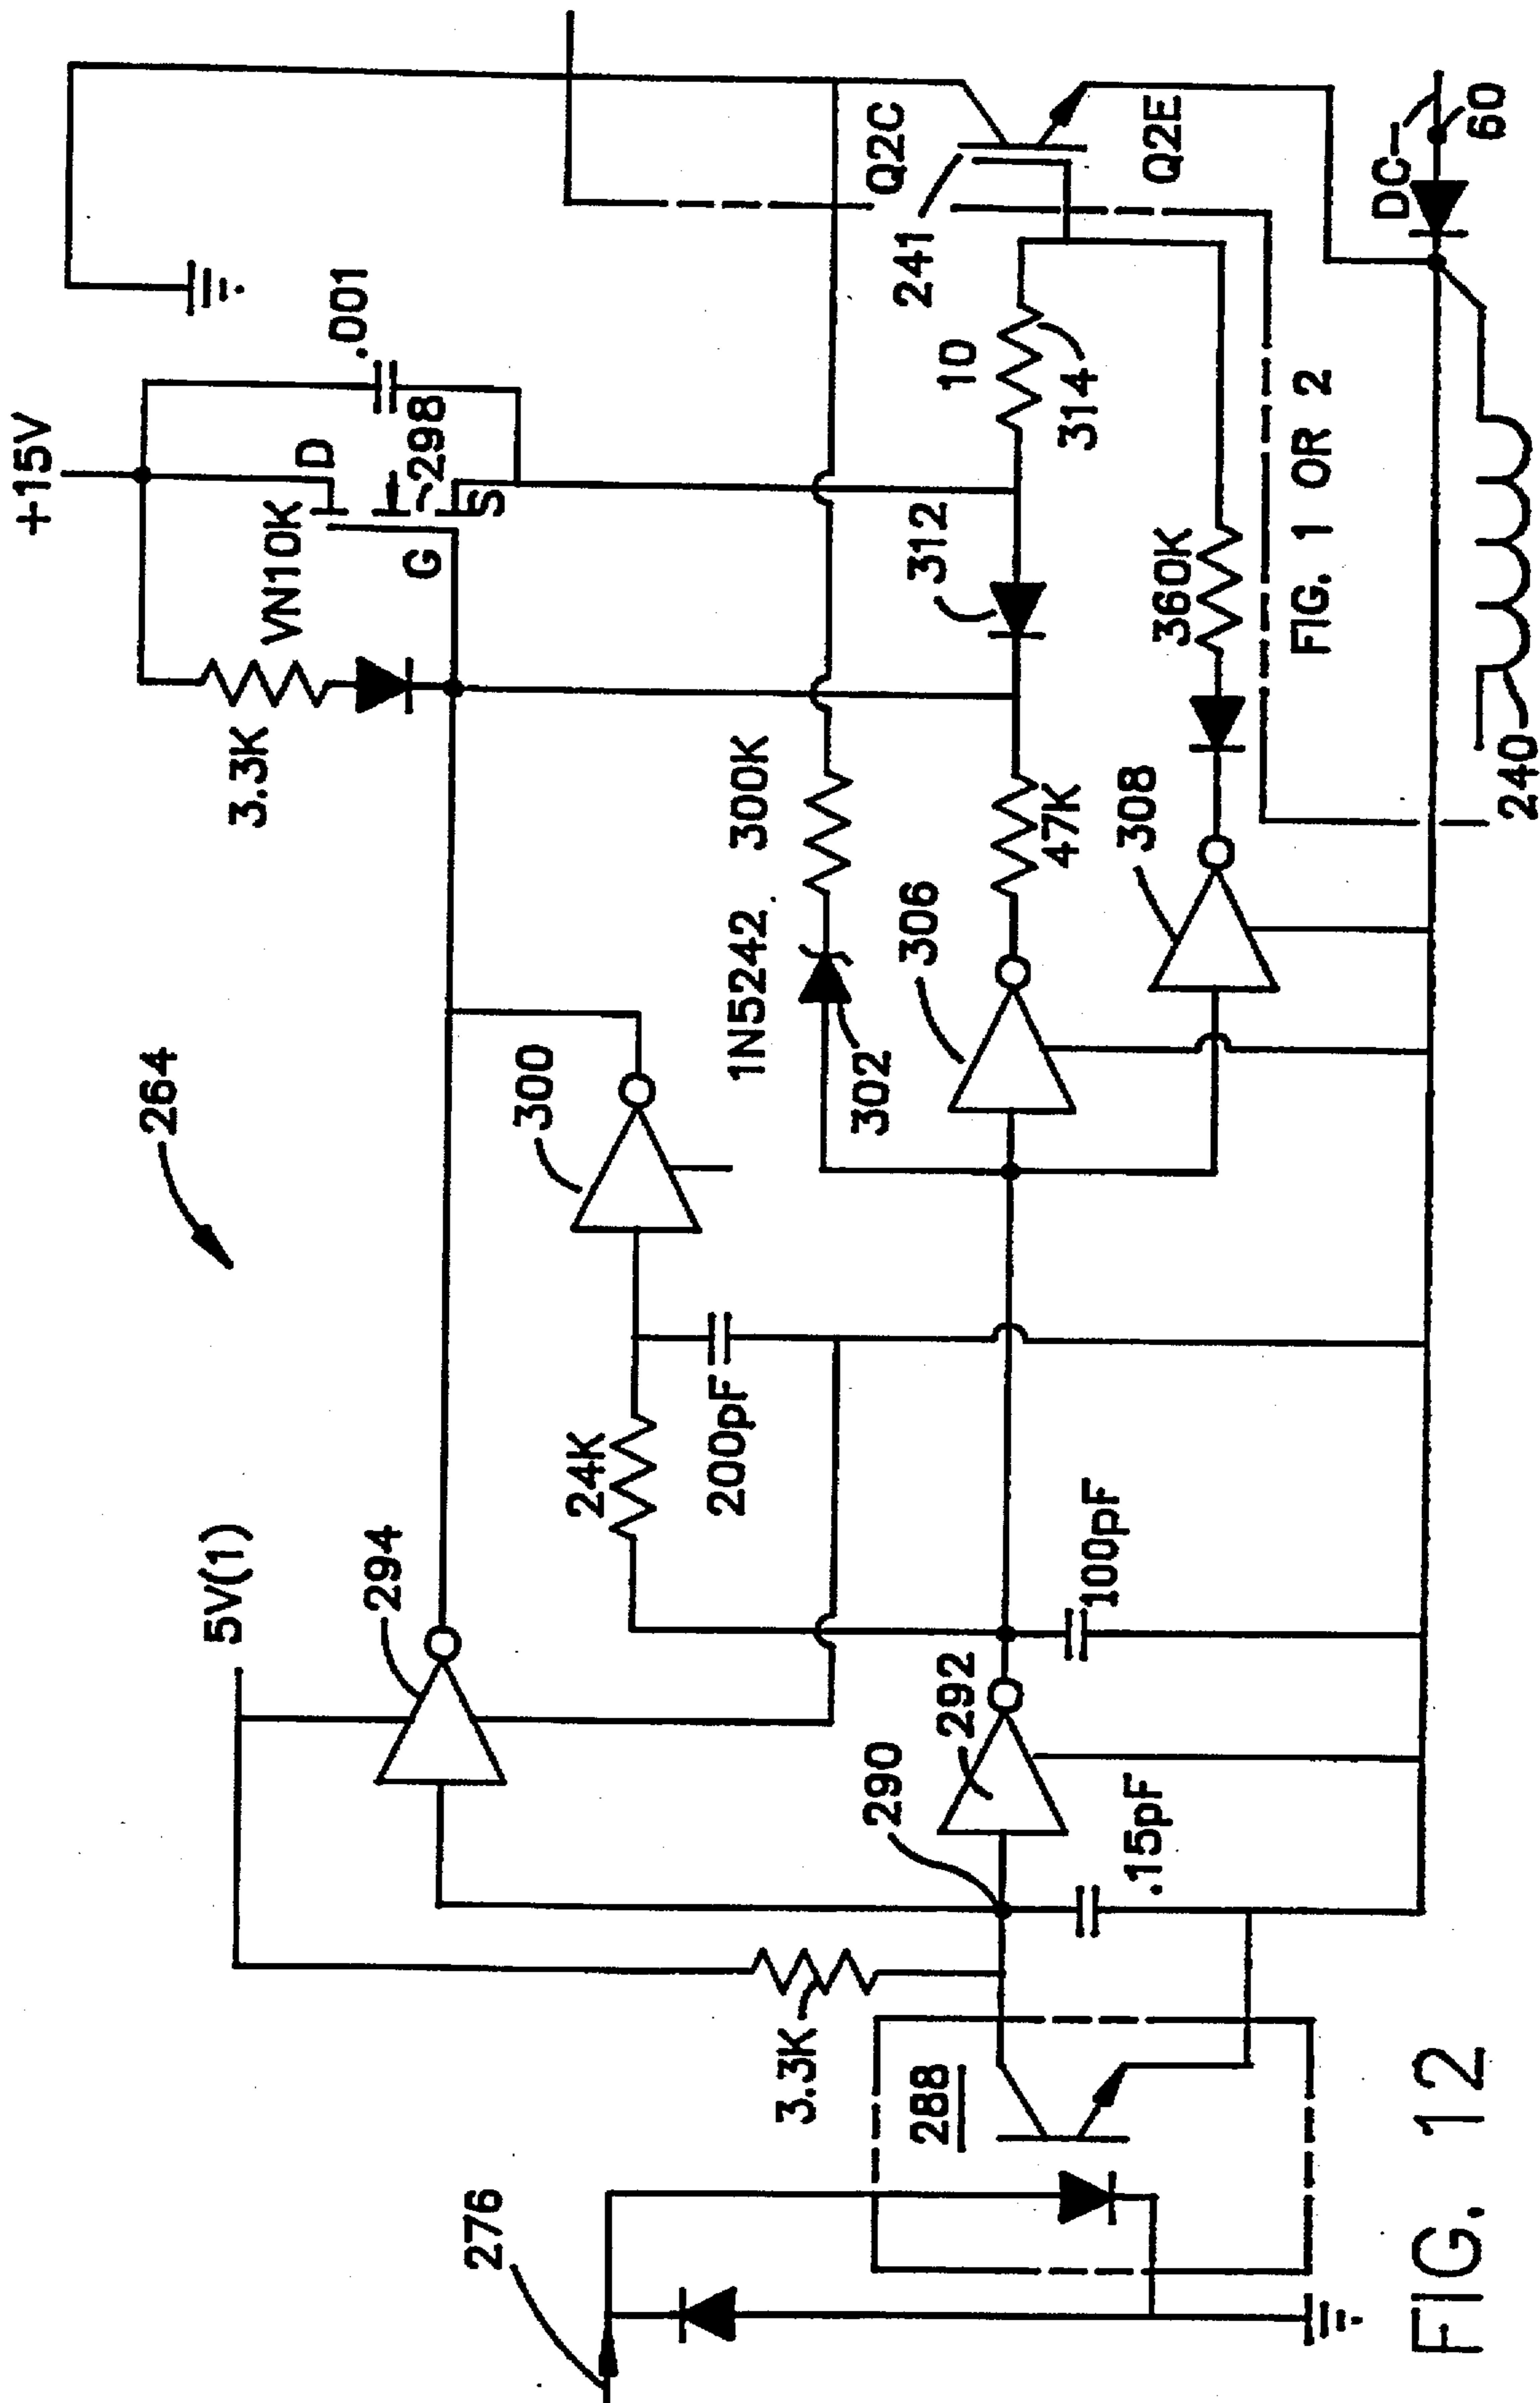 264
+15V
5V(1)
3.3K
VN10K
D
G
S
298
.001
294
300
24K
200pF
1N5242
300K
302
Q2C
241
Q2E
276
288
3.3K
290
292
.15pF
100pF
306
47K
312
10
314
308
360K
FIG. 1 OR 2
DC-
60
240
FIG. 12